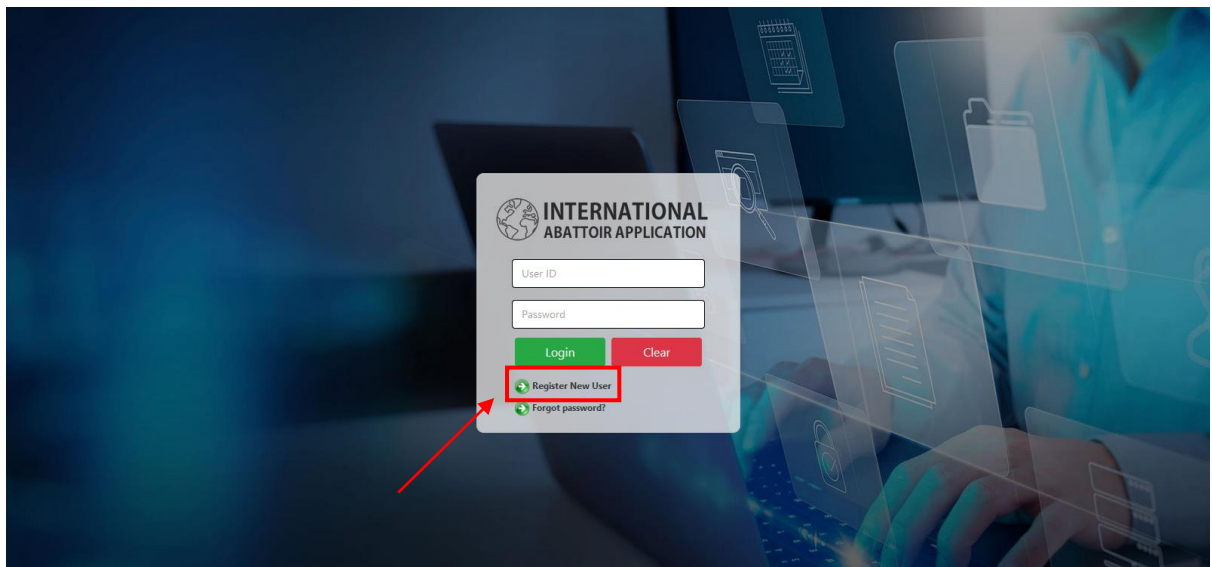 INTERNATIONAL
ABATTOIR APPLICATION
User ID
Password
Login Clear
Register New User
Forgot password?